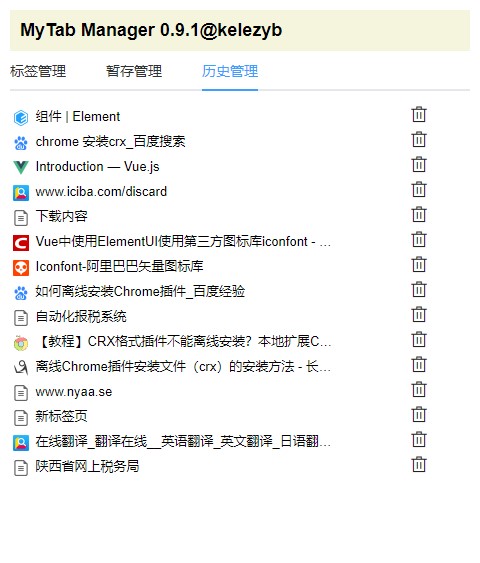 MyTab Manager 0.9.1@kelezyb
标签管理 暂存管理 历史管理
组件 | Element
chrome 安装crx_百度搜索
Introduction — Vue.js
www.iciba.com/discard
下载内容
Vue中使用ElementUI使用第三方图标库iconfont - ...
Iconfont-阿里巴巴矢量图标库
如何离线安装Chrome插件_百度经验
自动化报税系统
【教程】CRX格式插件不能离线安装？本地扩展C...
离线Chrome插件安装文件（crx）的安装方法 - 长...
www.nyaa.se
新标签页
在线翻译_翻译在线__英语翻译_英文翻译_日语翻...
陕西省网上税务局